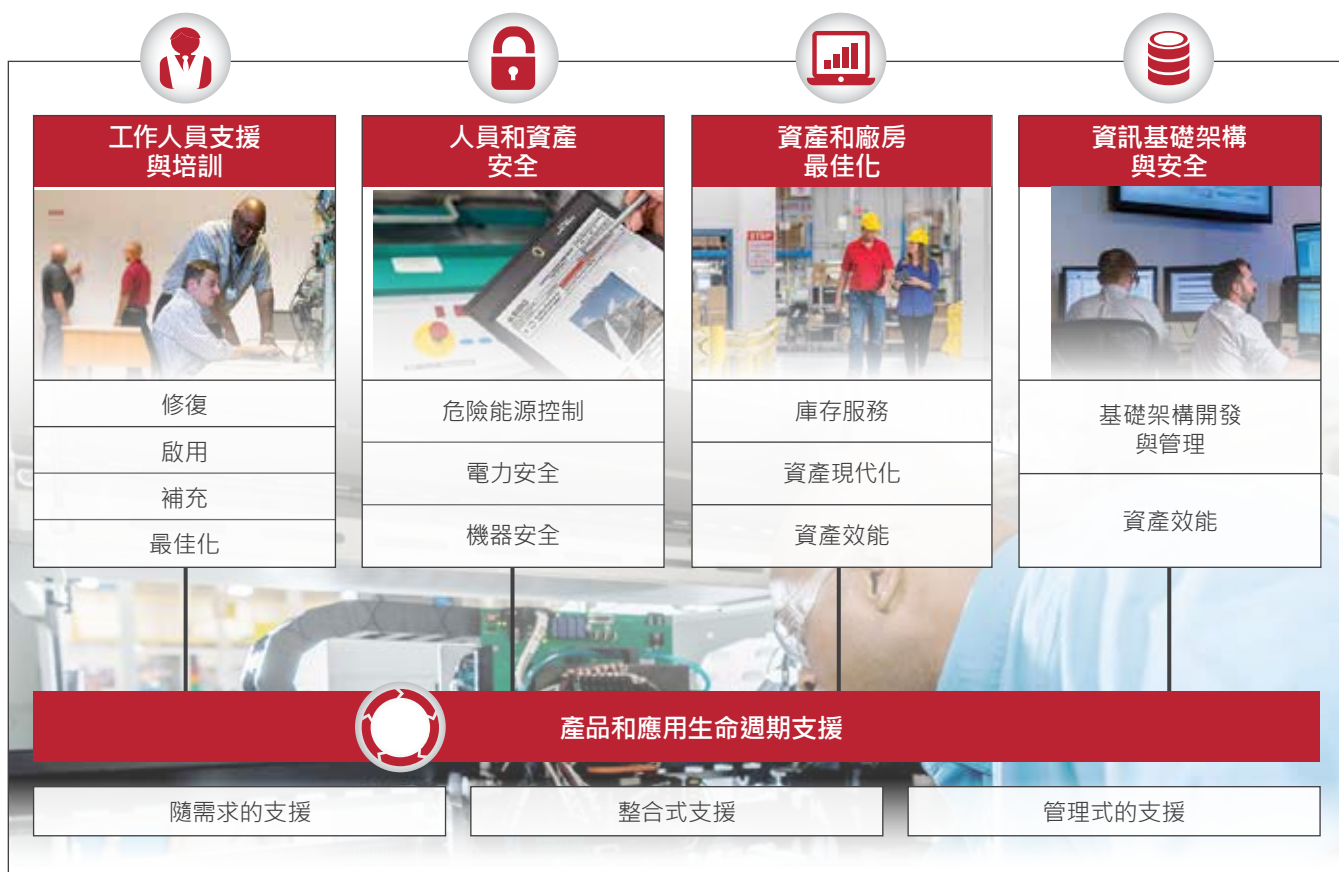 工作人員支援
與培訓
人員和資產
安全
資產和廠房
最佳化
資訊基礎架構
與安全
STOP
修復
啟用
補充
最佳化
危險能源控制
電力安全
機器安全
庫存服務
資產現代化
資產效能
基礎架構開發
與管理
資產效能
產品和應用生命週期支援
隨需求的支援
整合式支援
管理式的支援